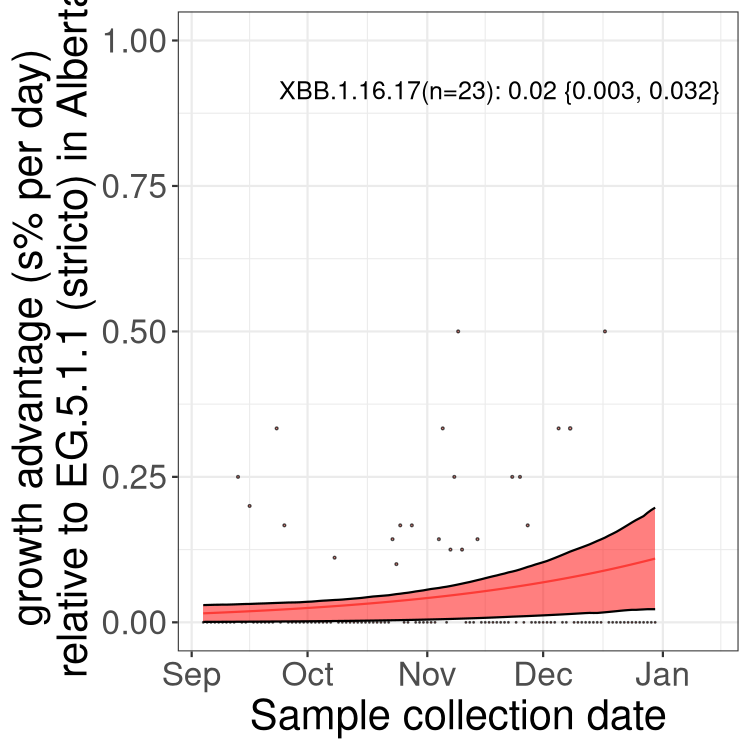 growth advantage (s% per day)
relative to EG.5.1.1 (stricto) in Alberta
1.00
0.75
0.50
0.25
0.00
XBB.1.16.17(n=23): 0.02 {0.003, 0.032}
Sep Oct Nov Dec Jan
Sample collection date